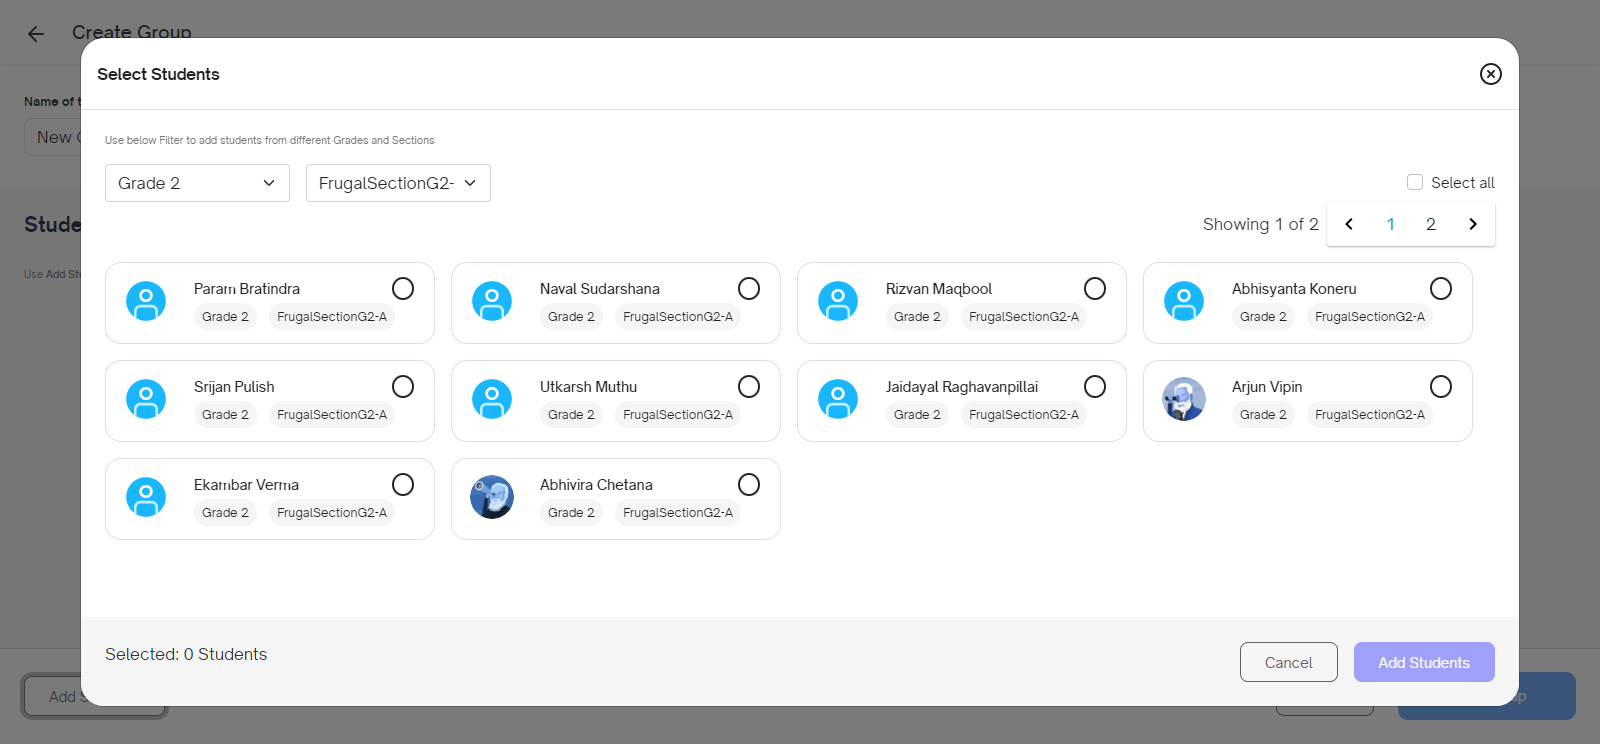 Create Group
Select Students
Name of t
New
Use below Filter to add students from different Grades and Sections
Grade 2
FrugalSectionG2-
Select all
Showing 1 of 2
1
2
Stude
Use Add Stu
Param Bratindra
Grade 2 FrugalSectionG2-A
Naval Sudarshana
Grade 2 FrugalSectionG2-A
Rizvan Maqbool
Grade 2 FrugalSectionG2-A
Abhisyanta Koneru
Grade 2 FrugalSectionG2-A
Srijan Pulish
Grade 2 FrugalSectionG2-A
Utkarsh Muthu
Grade 2 FrugalSectionG2-A
Jaidayal Raghavanpillai
Grade 2 FrugalSectionG2-A
Arjun Vipin
Grade 2 FrugalSectionG2-A
Ekambar Verma
Grade 2 FrugalSectionG2-A
Abhivira Chetana
Grade 2 FrugalSectionG2-A
Selected: 0 Students
Cancel
Add Students
Add S